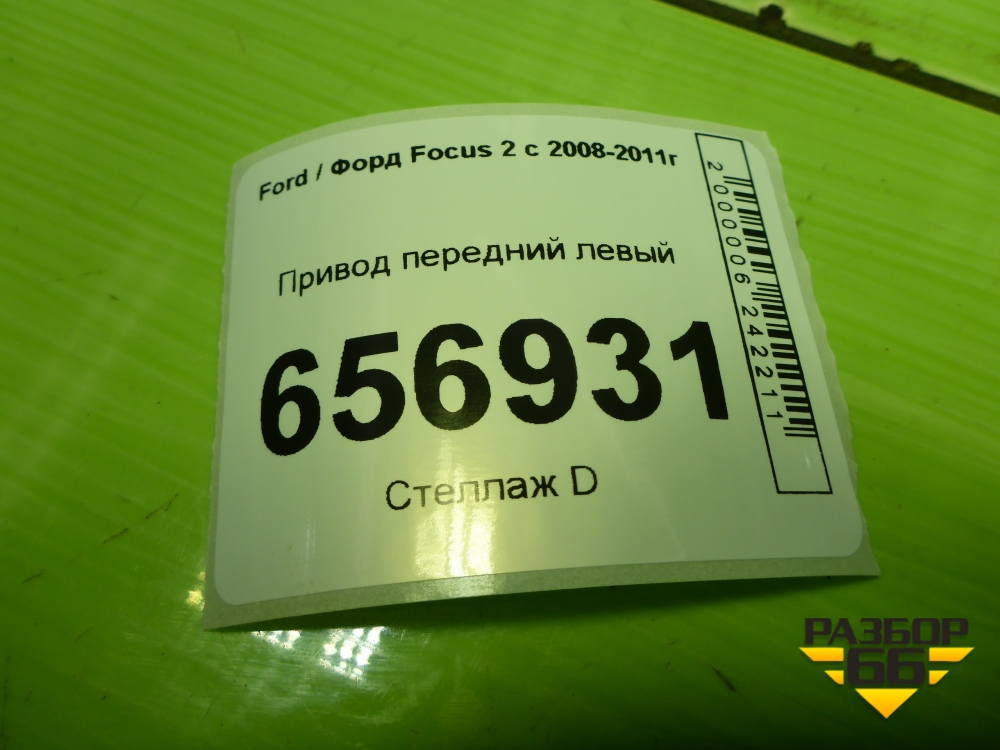 Ford / Форд Focus 2 с 2008-2011г
Привод передний левый
656931
Стеллаж D
2000006242211
РАЗБОР
66